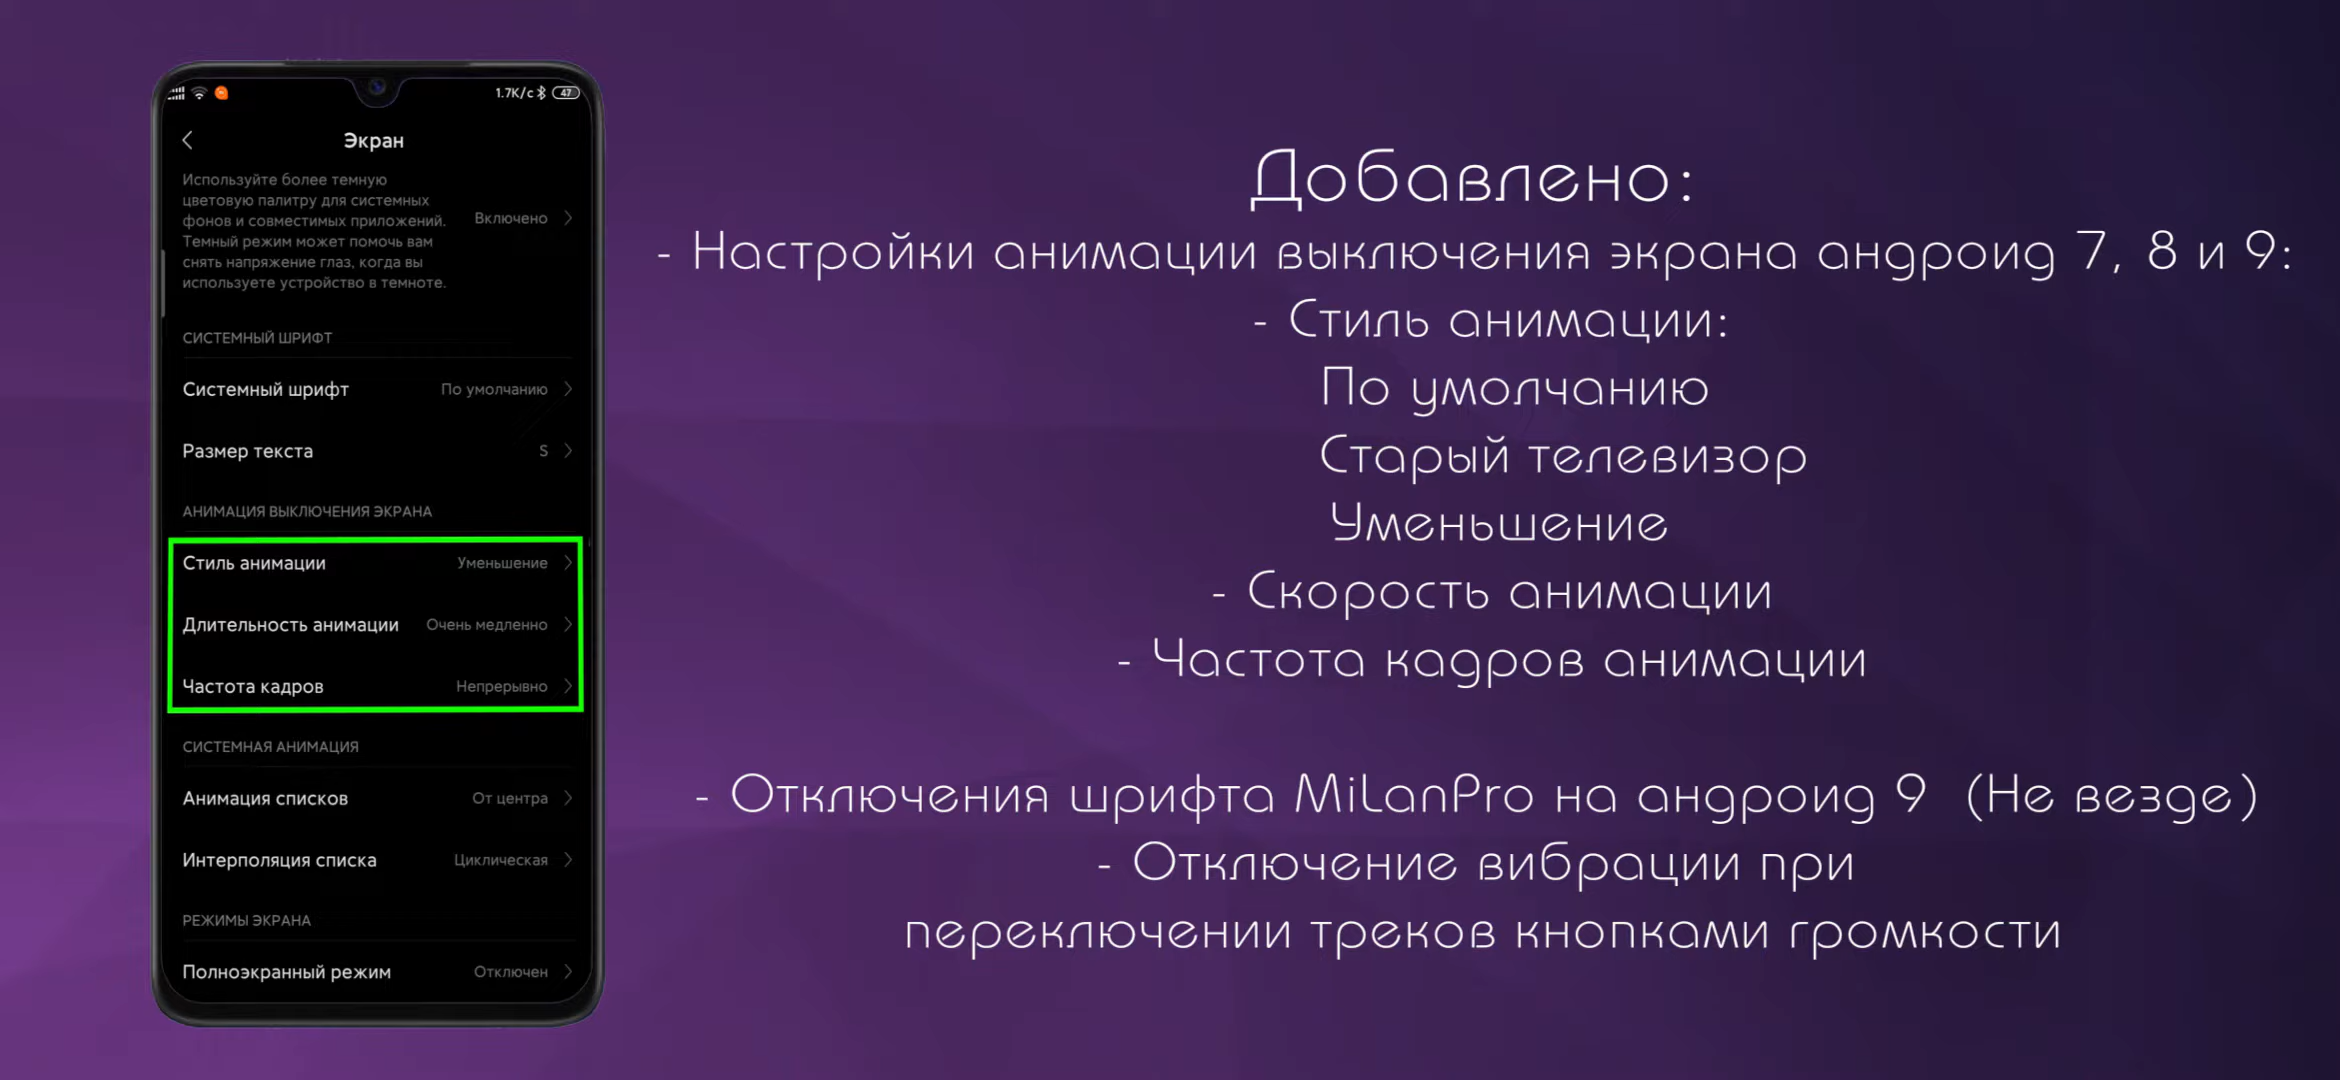 1.7K/c
47
Экран
Используйте более темную
цветовую палитру для системных
фонов и совместимых приложений.
Темный режим может помочь вам
снять напряжение глаз, когда вы
используете устройство в темноте.
Включено
СИСТЕМНЫЙ ШРИФТ
Системный шрифт По умолчанию
Размер текста S
АНИМАЦИЯ ВЫКЛЮЧЕНИЯ ЭКРАНА
Стиль анимации Уменьшение
Длительность анимации Очень медленно
Частота кадров Непрерывно
СИСТЕМНАЯ АНИМАЦИЯ
Анимация списков От центра
Интерполяция списка Циклическая
РЕЖИМЫ ЭКРАНА
Полноэкранный режим Отключен
Добавлено:
- Настройки анимации выключения экрана андроид 7, 8 и 9:
- Стиль анимации:
По умолчанию
Старый телевизор
Уменьшение
- Скорость анимации
- Частота кадров анимации
- Отключения шрифта MiLanPro на андроид 9 (Не везде)
- Отключение вибрации при
переключении треков кнопками громкости